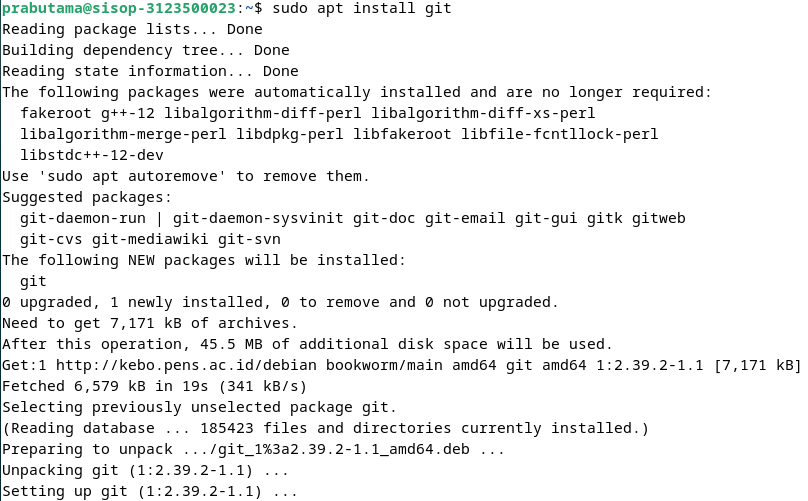 prabutama@sisop-3123500023:~$ sudo apt install git
Reading package lists... Done
Building dependency tree... Done
Reading state information... Done
The following packages were automatically installed and are no longer required:
  fakeroot g++-12 libalgorithm-diff-perl libalgorithm-diff-xs-perl
  libalgorithm-merge-perl libdpkg-perl libfakeroot libfile-fcntllock-perl
  libstdc++-12-dev
Use 'sudo apt autoremove' to remove them.
Suggested packages:
  git-daemon-run | git-daemon-sysvinit git-doc git-email git-gui gitk gitweb
  git-cvs git-mediawiki git-svn
The following NEW packages will be installed:
  git
0 upgraded, 1 newly installed, 0 to remove and 0 not upgraded.
Need to get 7,171 kB of archives.
After this operation, 45.5 MB of additional disk space will be used.
Get:1 http://kebo.pens.ac.id/debian bookworm/main amd64 git amd64 1:2.39.2-1.1 [7,171 kB]
Fetched 6,579 kB in 19s (341 kB/s)
Selecting previously unselected package git.
(Reading database ... 185423 files and directories currently installed.)
Preparing to unpack .../git_1%3a2.39.2-1.1_amd64.deb ...
Unpacking git (1:2.39.2-1.1) ...
Setting up git (1:2.39.2-1.1) ...